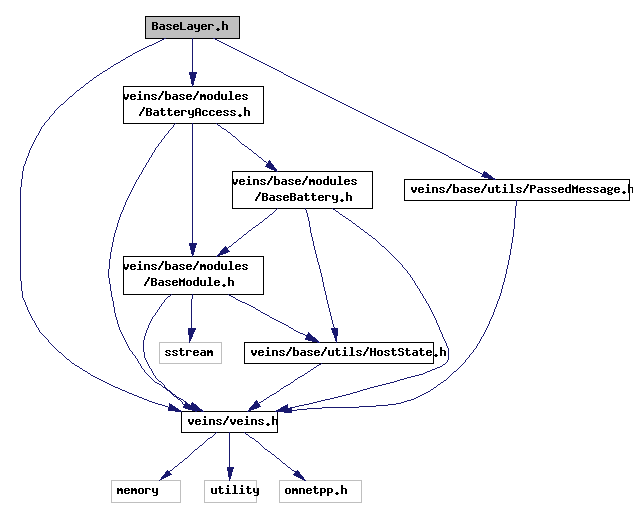 BaseLayer.h
veins/base/modules
/BatteryAccess.h
veins/base/modules
/BaseBattery.h
veins/base/utils/PassedMessage.h
veins/base/modules
/BaseModule.h
sstream
veins/base/utils/HostState.h
veins/veins.h
memory
utility
omnetpp.h